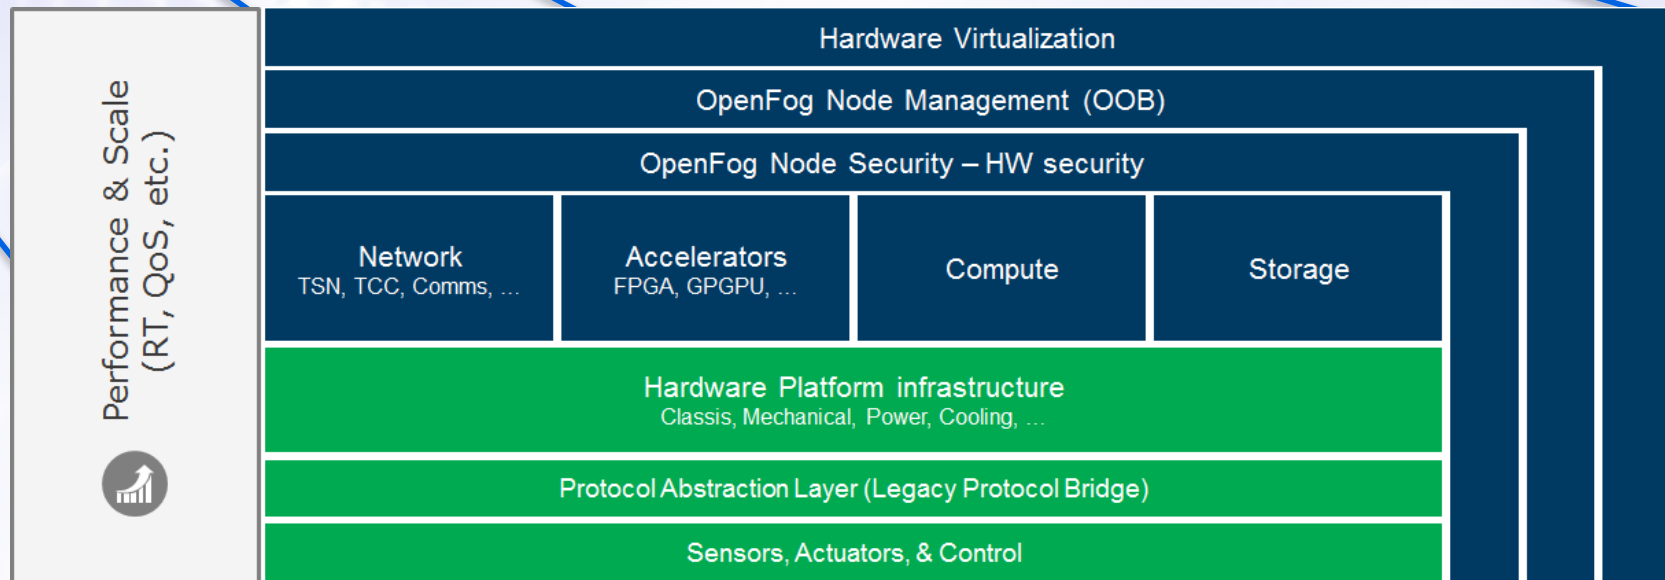 Performance & Scale
(RT, QoS, etc.)
Hardware Virtualization
OpenFog Node Management (OOB)
OpenFog Node Security – HW security
Network
TSN, TCC, Comms, ...
Accelerators
FPGA, GPGPU, ...
Compute
Storage
Hardware Platform infrastructure
Classis, Mechanical, Power, Cooling, ...
Protocol Abstraction Layer (Legacy Protocol Bridge)
Sensors, Actuators, & Control